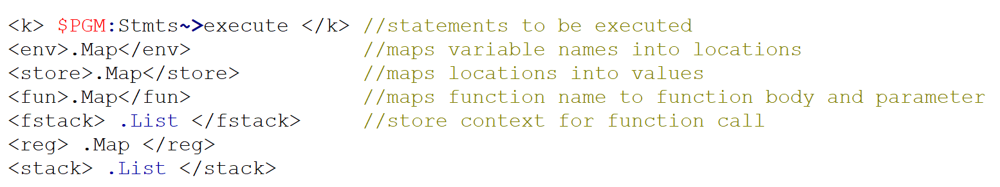 <k> $PGM:Stmts~>execute </k> //statements to be executed
<env>.Map</env> //maps variable names into locations
<store>.Map</store> //maps locations into values
<fun>.Map</fun> //maps function name to function body and parameter
<fstack> .List </fstack> //store context for function call
<reg> .Map </reg>
<stack> .List </stack>